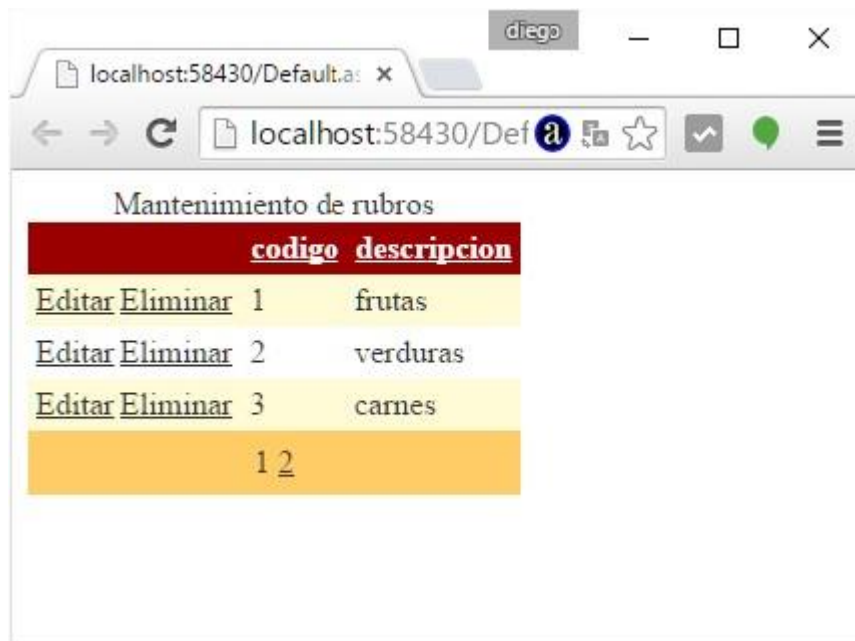 diego
localhost:58430/Default.as
localhost:58430/Def
Mantenimiento de rubros
codigo descripcion
Editar Eliminar 1 frutas
Editar Eliminar 2 verduras
Editar Eliminar 3 carnes
1 2